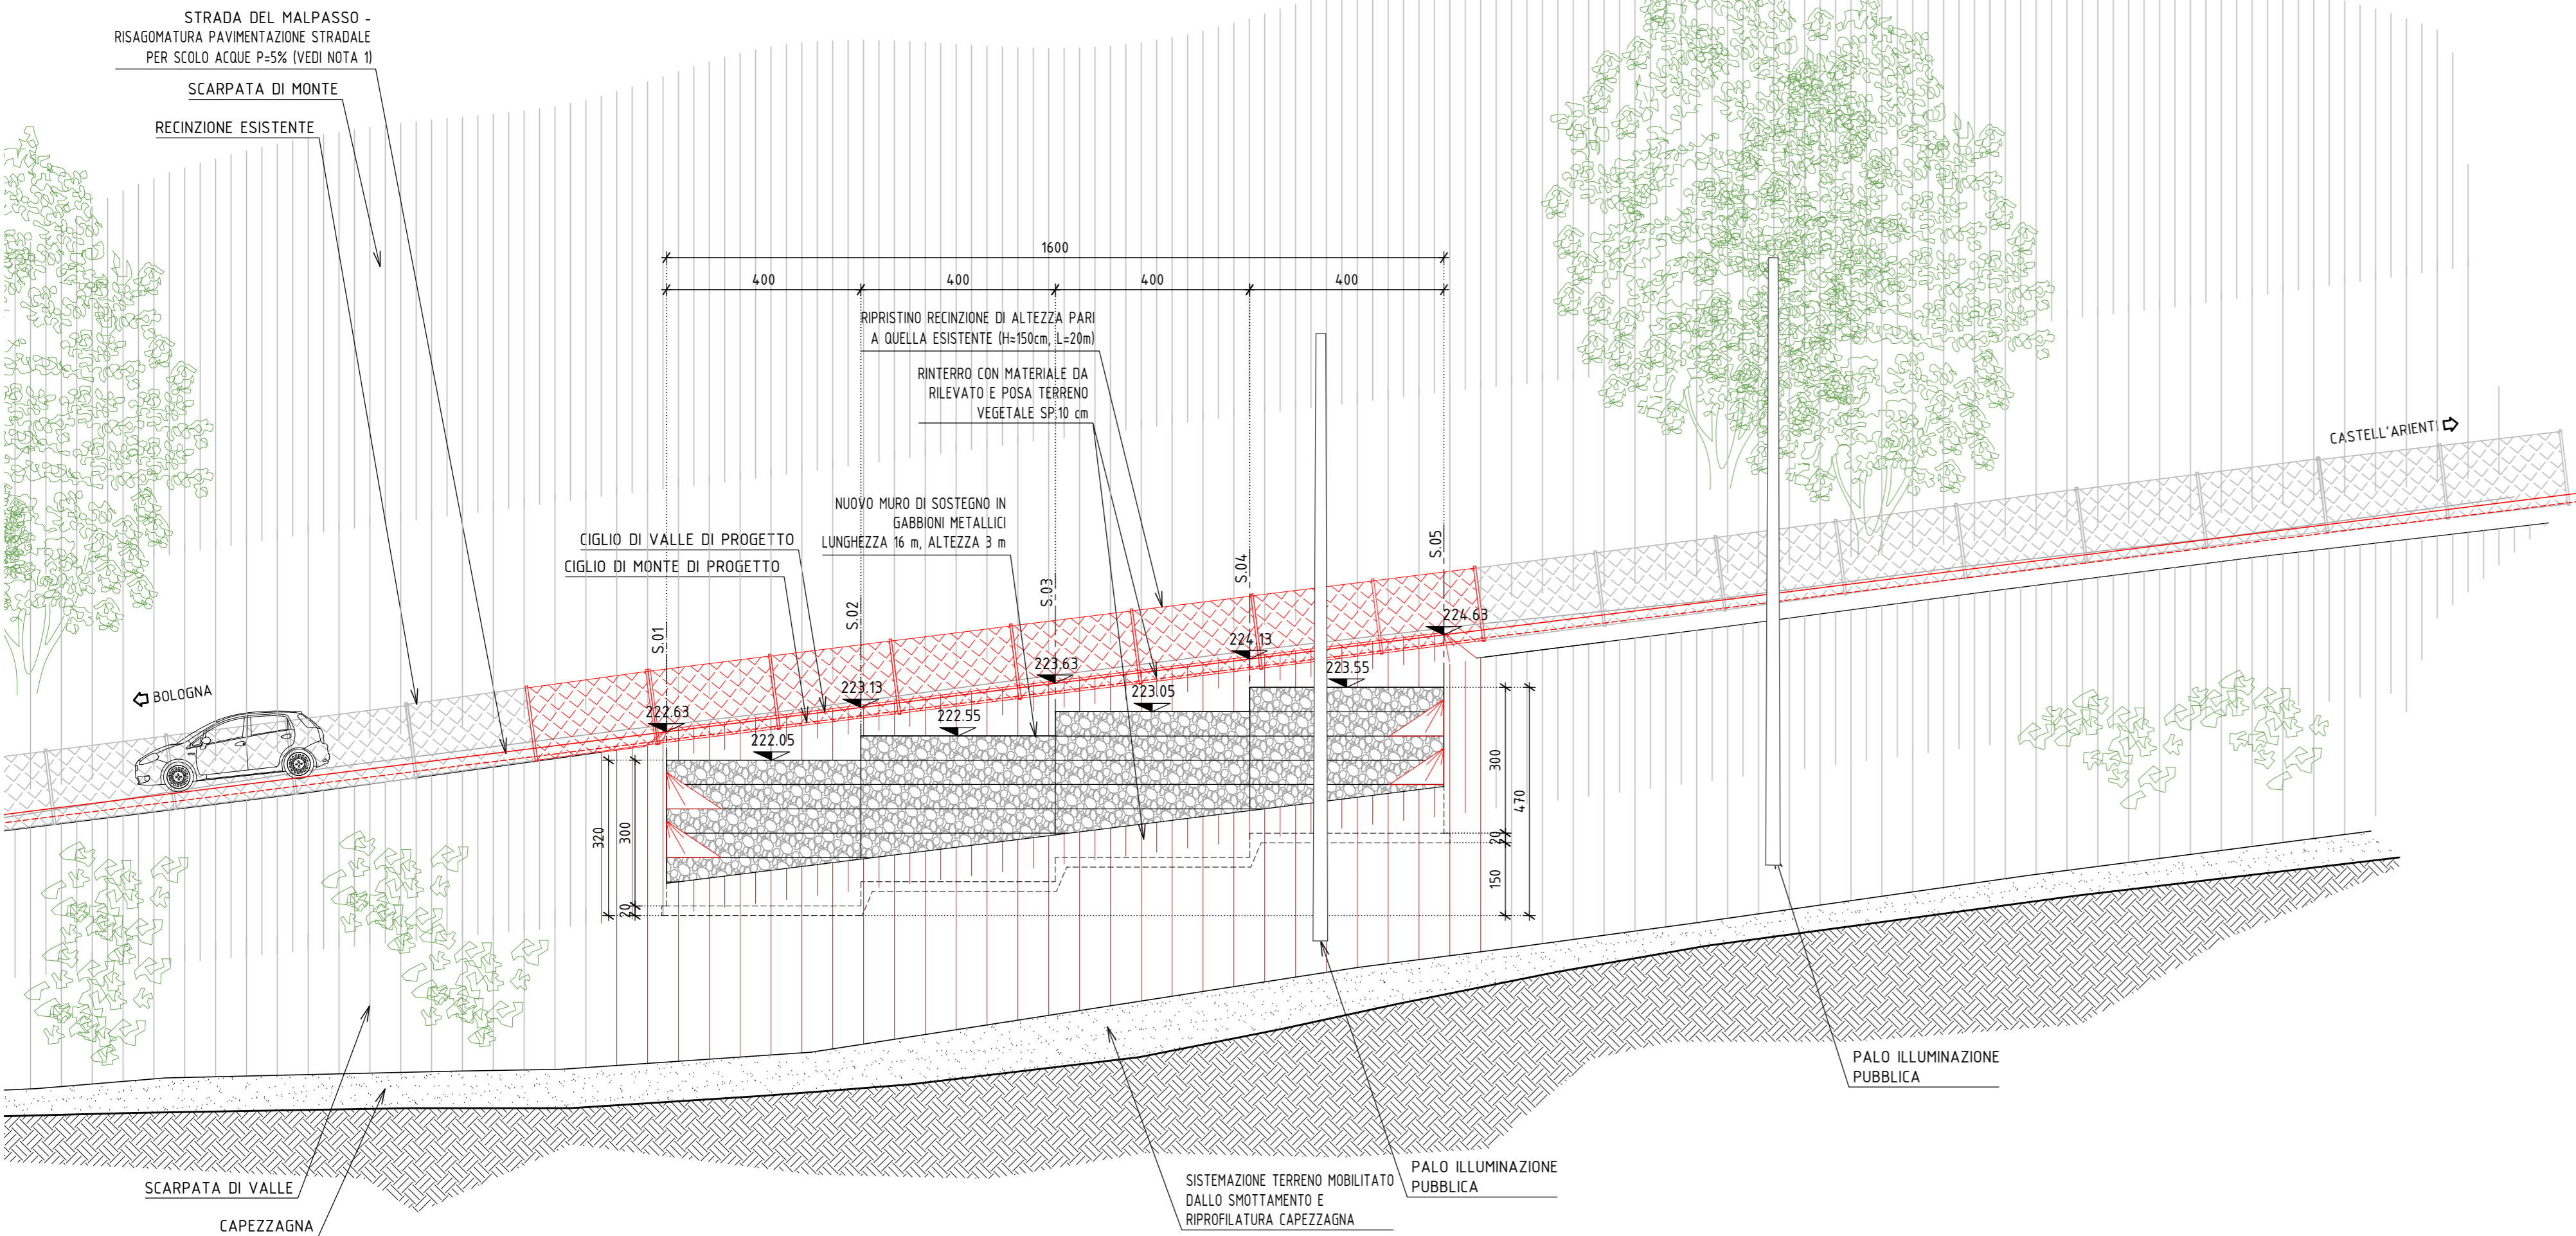 STRADA DEL MALPASSO -
RISAGOMATURA PAVIMENTAZIONE STRADALE
PER SCOLO ACQUE P=5% (VEDI NOTA 1)
SCARPATA DI MONTE
RECINZIONE ESISTENTE
1600
400
400
400
400
RIPRISTINO RECINZIONE DI ALTEZZA PARI
A QUELLA ESISTENTE (H≈150cm, L=20m)
RINTERRO CON MATERIALE DA
RILEVATO E POSA TERRENO
VEGETALE SP.10 cm
NUOVO MURO DI SOSTEGNO IN
GABBIONI METALLICI
LUNGHEZZA 16 m, ALTEZZA 3 m
CIGLIO DI VALLE DI PROGETTO
CIGLIO DI MONTE DI PROGETTO
CASTELL'ARIENTI
BOLOGNA
S.01
S.02
S.03
S.04
S.05
222.63
223.13
223.63
224.13
224.63
222.05
222.55
223.05
223.55
320
300
20
300
20
150
470
PALO ILLUMINAZIONE
PUBBLICA
PALO ILLUMINAZIONE
PUBBLICA
SISTEMAZIONE TERRENO MOBILITATO
DALLO SMOTTAMENTO E
RIPROFILATURA CAPEZZAGNA
SCARPATA DI VALLE
CAPEZZAGNA